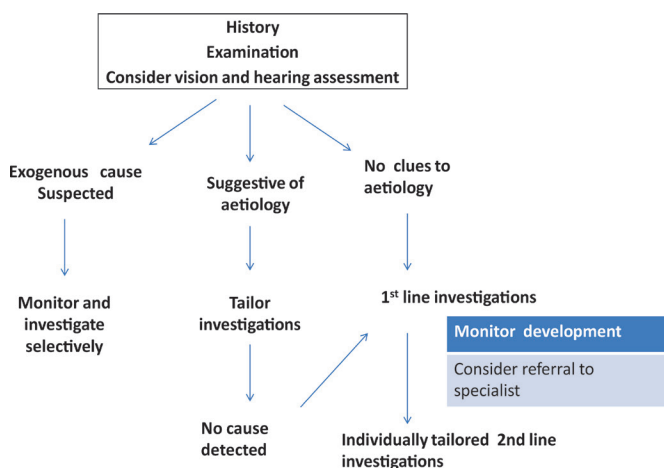 History
Examination
Consider vision and hearing assessment
Exogenous cause
Suspected
Suggestive of
aetiology
No clues to
aetiology
Monitor and
investigate
selectively
Tailor
investigations
1st line investigations
Monitor development
Consider referral to
specialist
No cause
detected
Individually tailored 2nd line
investigations